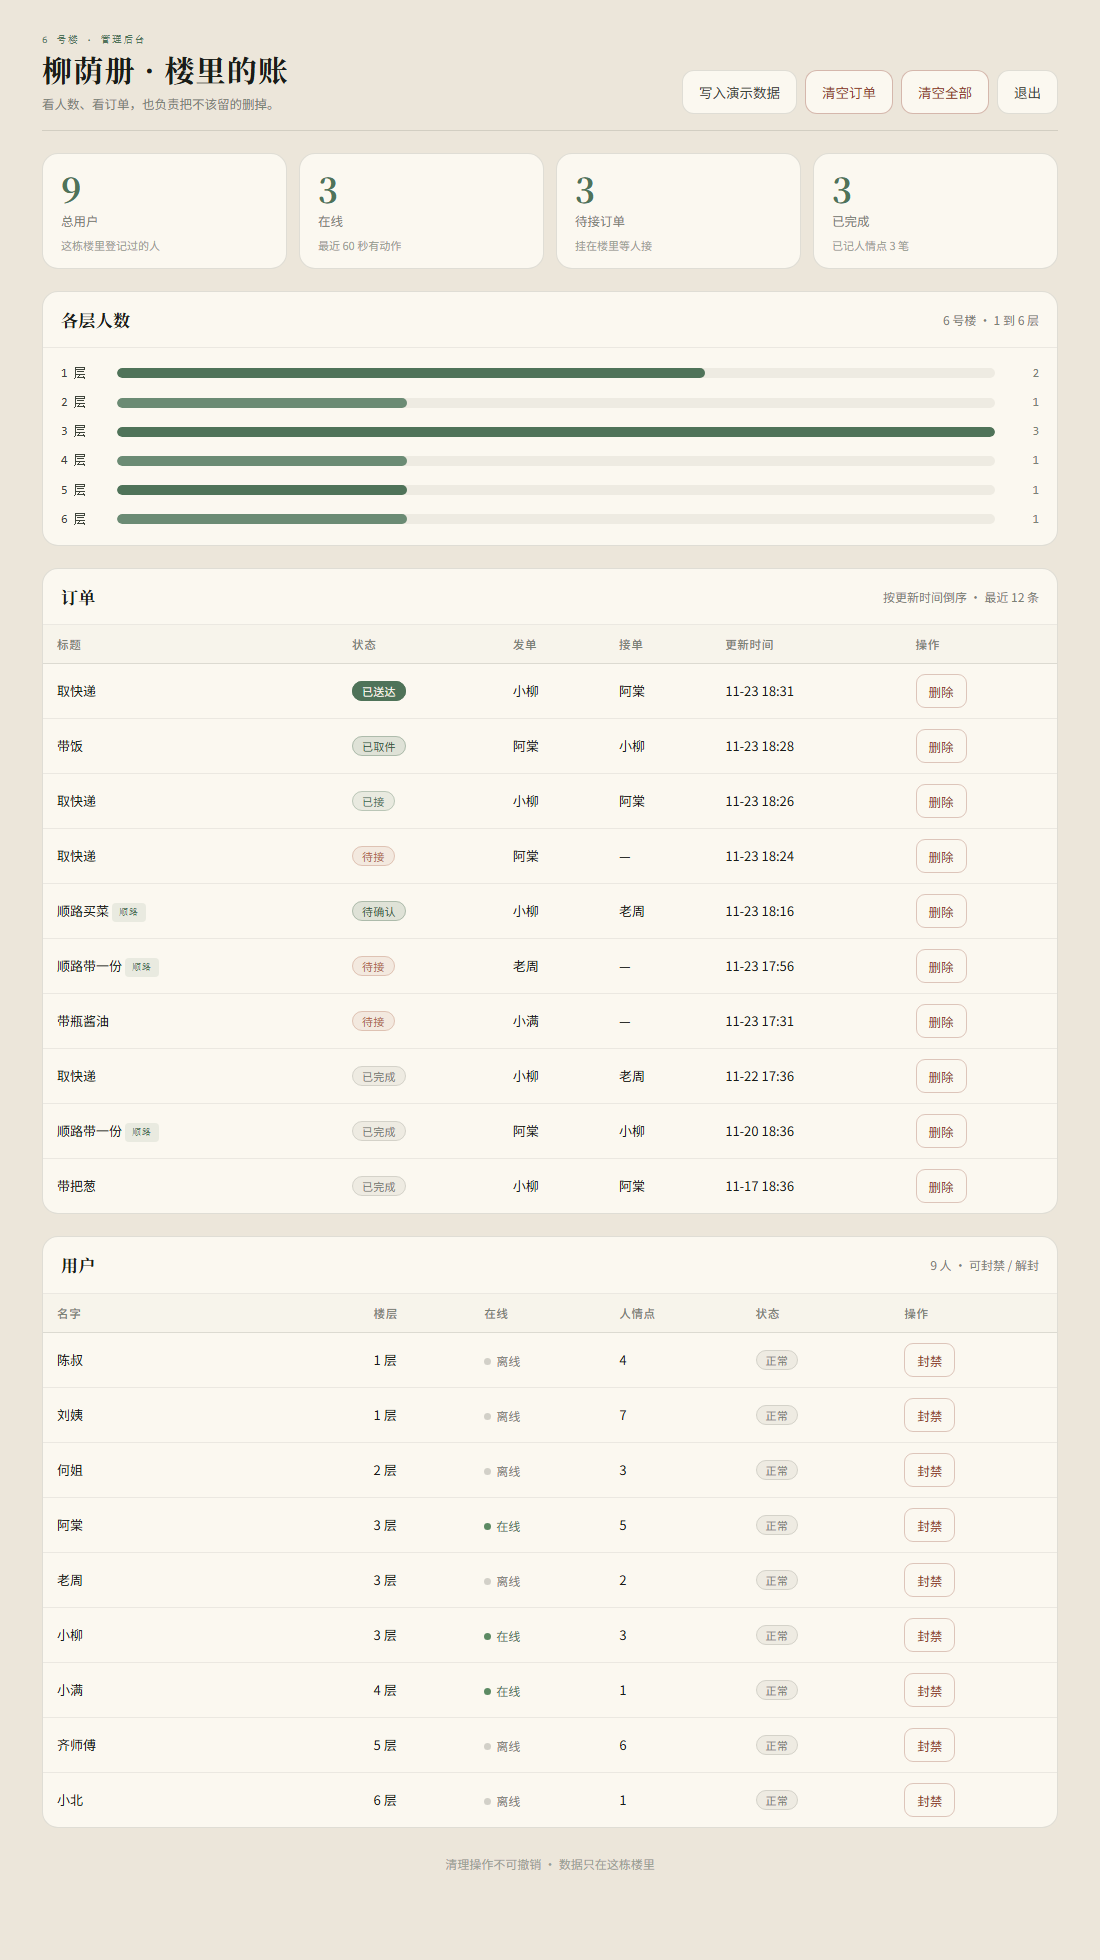 6 号楼 · 管理后台
柳荫册 · 楼里的账
看人数、看订单，也负责把不该留的删掉。
写入演示数据 清空订单 清空全部 退出
9 3 3 3
总用户 在线 待接订单 已完成
这栋楼里登记过的人 最近 60 秒有动作 挂在楼里等人接 已记人情点 3 笔
各层人数 6 号楼 · 1 到 6 层
1 层 2
2 层 1
3 层 3
4 层 1
5 层 1
6 层 1
订单 按更新时间倒序 · 最近 12 条
标题 状态 发单 接单 更新时间 操作
取快递 已送达 小柳 阿棠 11-23 18:31 删除
带饭 已取件 阿棠 小柳 11-23 18:28 删除
取快递 已接 小柳 阿棠 11-23 18:26 删除
取快递 待接 阿棠 — 11-23 18:24 删除
顺路买菜 顺路 待确认 小柳 老周 11-23 18:16 删除
顺路带一份 顺路 待接 老周 — 11-23 17:56 删除
带瓶酱油 待接 小满 — 11-23 17:31 删除
取快递 已完成 小柳 老周 11-22 17:36 删除
顺路带一份 顺路 已完成 阿棠 小柳 11-20 18:36 删除
带把葱 已完成 小柳 阿棠 11-17 18:36 删除
用户 9 人 · 可封禁 / 解封
名字 楼层 在线 人情点 状态 操作
陈叔 1 层 离线 4 正常 封禁
刘姨 1 层 离线 7 正常 封禁
何姐 2 层 离线 3 正常 封禁
阿棠 3 层 在线 5 正常 封禁
老周 3 层 离线 2 正常 封禁
小柳 3 层 在线 3 正常 封禁
小满 4 层 在线 1 正常 封禁
齐师傅 5 层 离线 6 正常 封禁
小北 6 层 离线 1 正常 封禁
清理操作不可撤销 · 数据只在这栋楼里